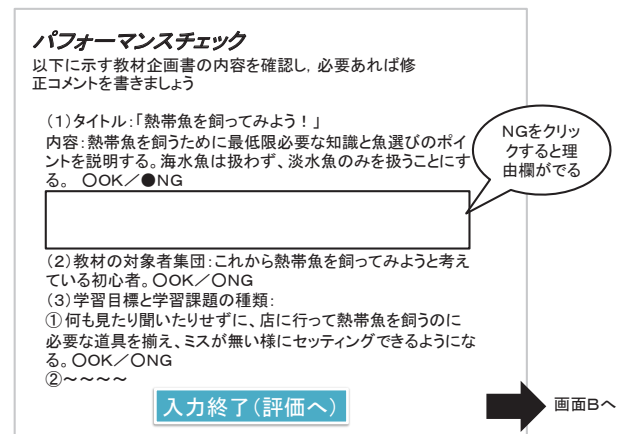 パフォーマンスチェック
以下に示す教材企画書の内容を確認し,必要あれば修
正コメントを書きましょう
(1)タイトル:「熱帯魚を飼ってみよう!」
内容:熱帯魚を飼うために最低限必要な知識と魚選びのポイ
ントを説明する。海水魚は扱わず、淡水魚のみを扱うことにす
る。 〇OK/●NG
NGをクリッ
クすると理
由欄がでる
(2)教材の対象者集団:これから熱帯魚を飼ってみようと考え
ている初心者。〇OK/〇NG
(3)学習目標と学習課題の種類:
①何も見たり聞いたりせずに、店に行って熱帯魚を飼うのに
必要な道具を揃え、ミスが無い様にセッティングできるようにな
る。〇OK/〇NG
②~~~~
入力終了(評価へ)
画面Bへ